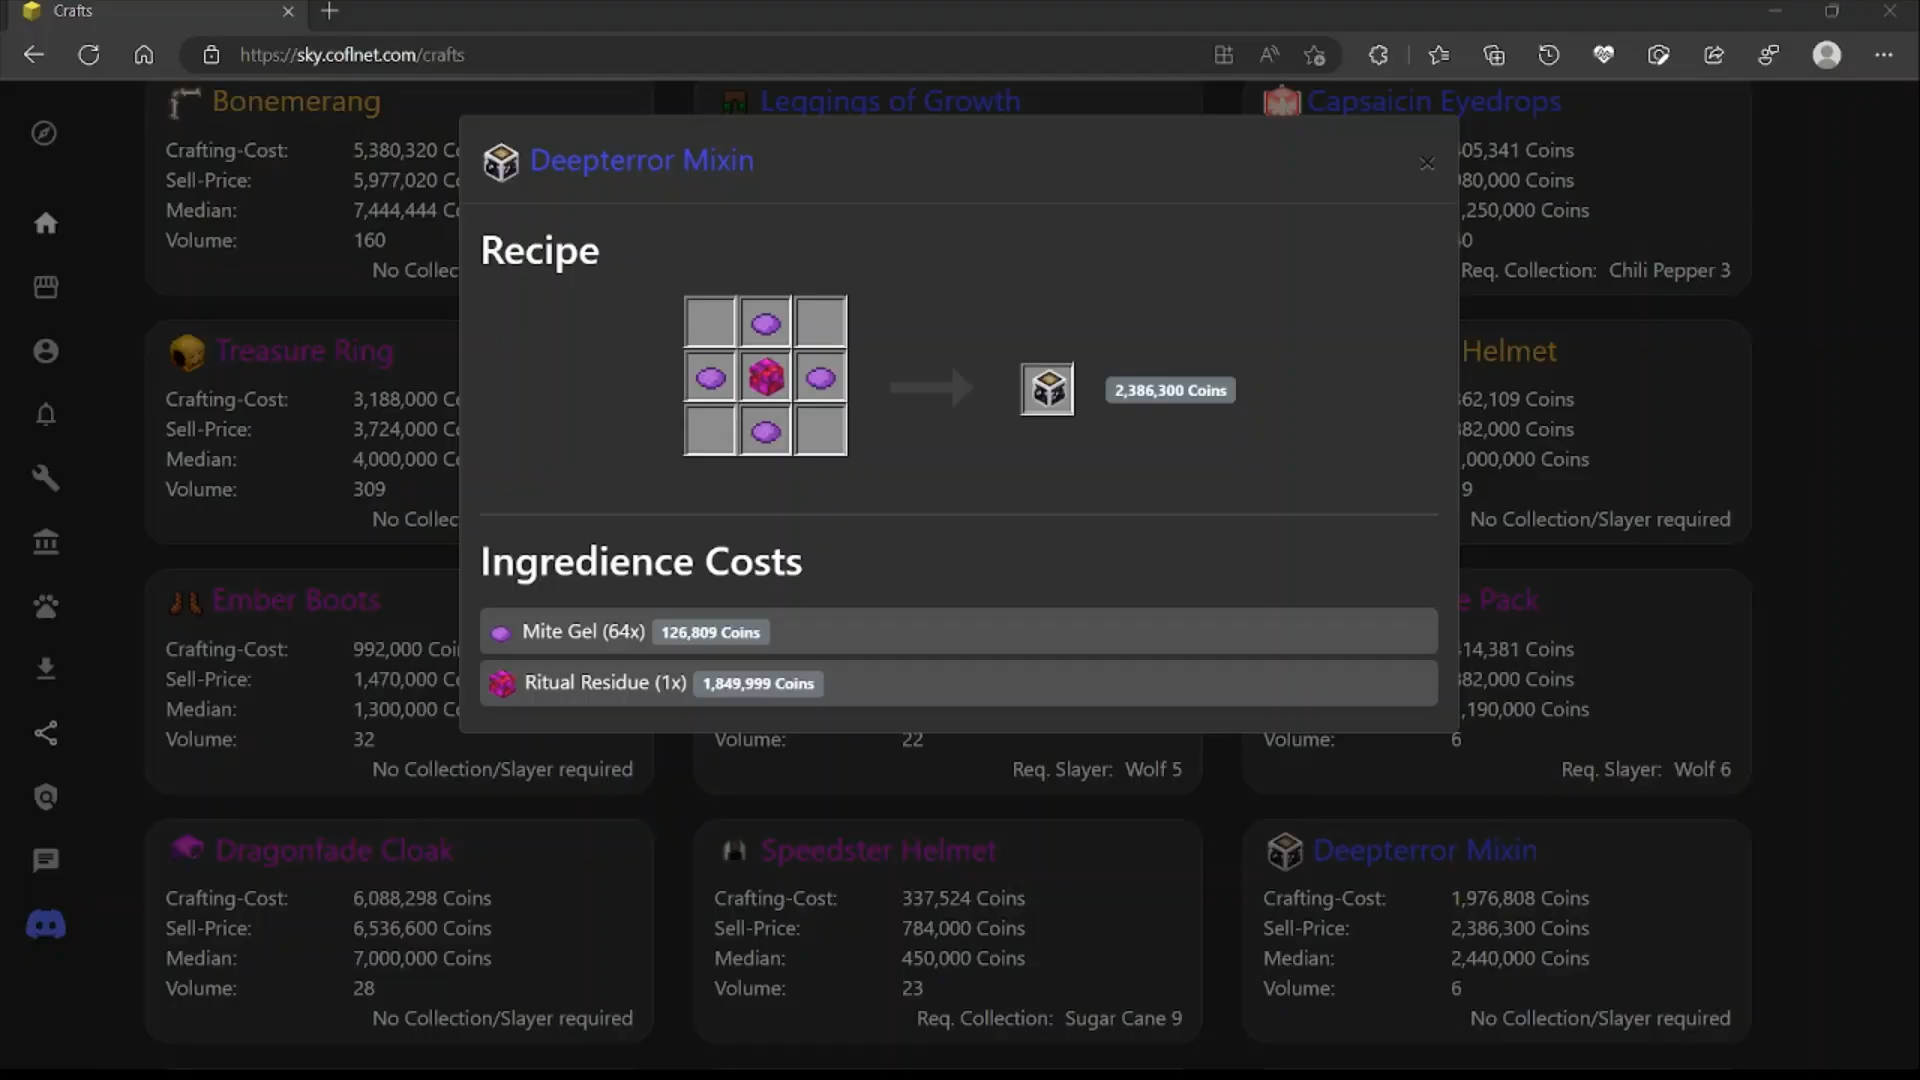 Crafts
https://sky.coflnet.com/crafts
Bonemerang
Crafting-Cost: 5,380,320
Sell-Price: 5,977,020
Median: 7,444,444
Volume: 160
No
Leggings of Growth
Capsaicin Eyedrops
05,341 Coins
80,000 Coins
,250,000 Coins
Req. Collection: Chili Pepper 3
Deepterror Mixin
Recipe
2,386,300 Coins
Ingredience Costs
Mite Gel (64x) 126,809 Coins
Ritual Residue (1x) 1,849,999 Coins
Treasure Ring
Crafting-Cost: 3,188,000
Sell-Price: 3,724,000
Median: 4,000,000
Volume: 309
No
Helmet
62,109 Coins
82,000 Coins
,000,000 Coins
9
No Collection/Slayer required
Ember Boots
Crafting-Cost: 992,000
Sell-Price: 1,470,000
Median: 1,300,000
Volume: 32
No Collection/Slayer required
Volume: 22
Req. Slayer: Wolf 5
e Pack
14,381 Coins
82,000 Coins
,190,000 Coins
Volume: 6
Req. Slayer: Wolf 6
Dragonfade Cloak
Crafting-Cost: 6,088,298 Coins
Sell-Price: 6,536,600 Coins
Median: 7,000,000 Coins
Volume: 28
No Collection/Slayer required
Speedster Helmet
Crafting-Cost: 337,524 Coins
Sell-Price: 784,000 Coins
Median: 450,000 Coins
Volume: 23
Req. Collection: Sugar Cane 9
Deepterror Mixin
Crafting-Cost: 1,976,808 Coins
Sell-Price: 2,386,300 Coins
Median: 2,440,000 Coins
Volume: 6
No Collection/Slayer required